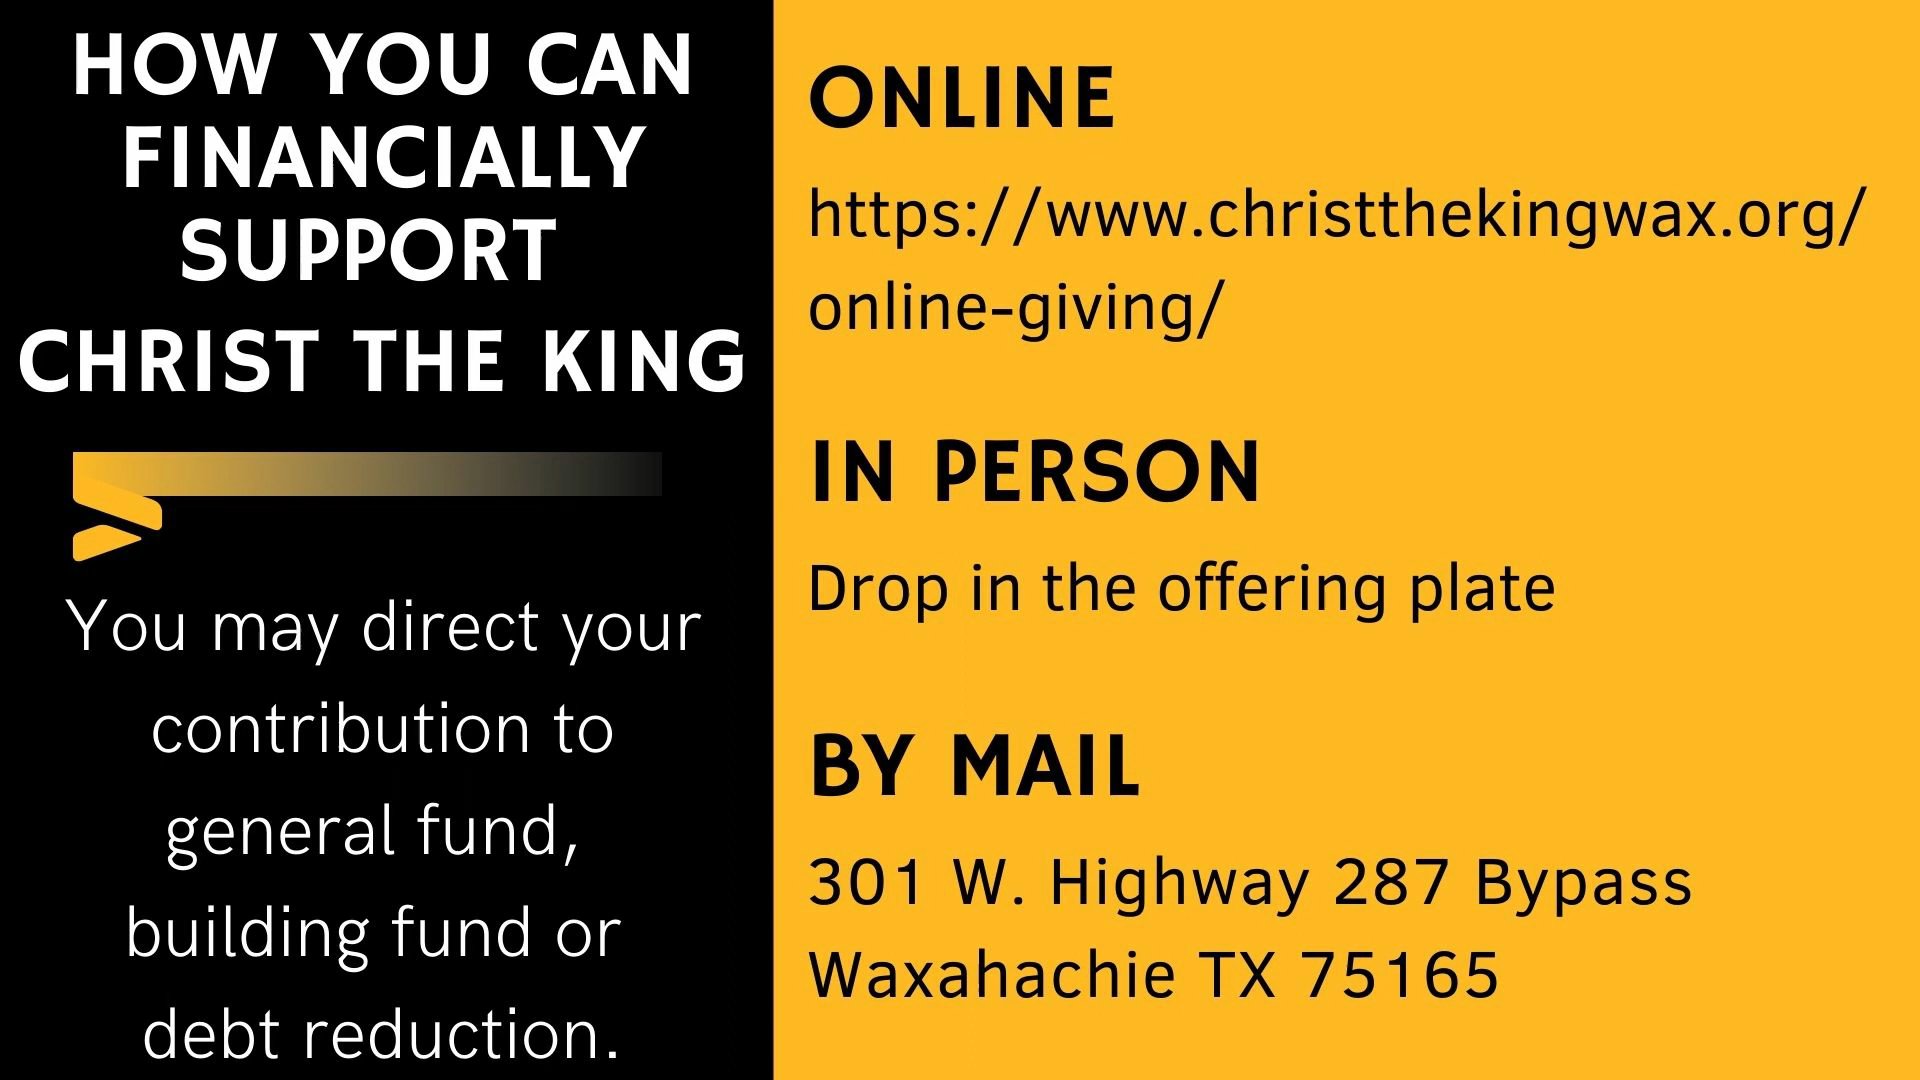 HOW YOU CAN
FINANCIALLY
SUPPORT
CHRIST THE KING
You may direct your
contribution to
general fund,
building fund or
debt reduction.
ONLINE
https://www.christthekingwax.org/
online-giving/
IN PERSON
Drop in the offering plate
BY MAIL
301 W. Highway 287 Bypass
Waxahachie TX 75165